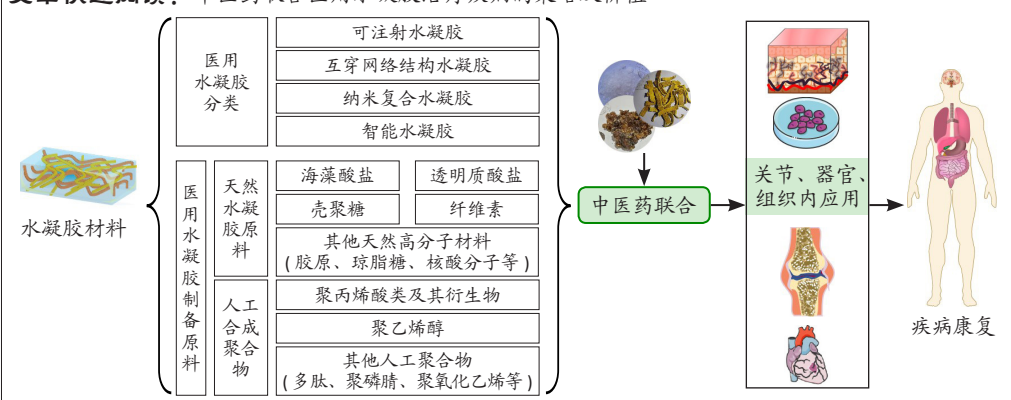 水凝胶材料
医用
水凝胶
分类
可注射水凝胶
互穿网络结构水凝胶
纳米复合水凝胶
智能水凝胶
医用水凝胶制备原料
天然
水凝
胶原
料
海藻酸盐
透明质酸盐
壳聚糖
纤维素
其他天然高分子材料
(胶原、琼脂糖、核酸分子等)
人工
合成
聚合
物
聚丙烯酸类及其衍生物
聚乙烯醇
其他人工聚合物
(多肽、聚磷腈、聚氧化乙烯等)
中医药联合
关节、器官、
组织内应用
疾病康复